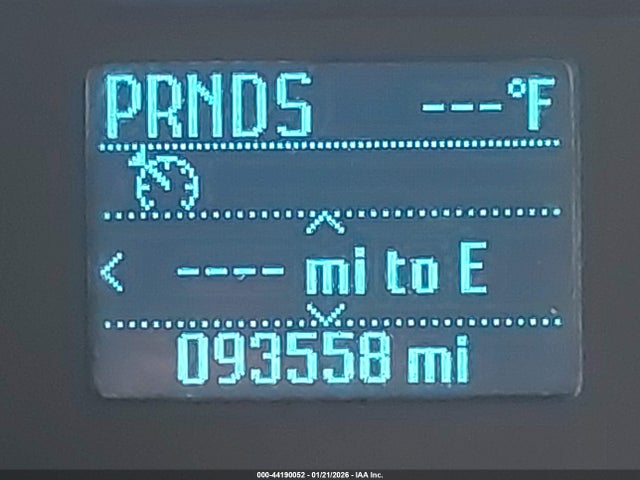 PRNDS ---°F
< ---- mi to E
093558 mi
000-44190052 - 01/21/2026 - IAA Inc.